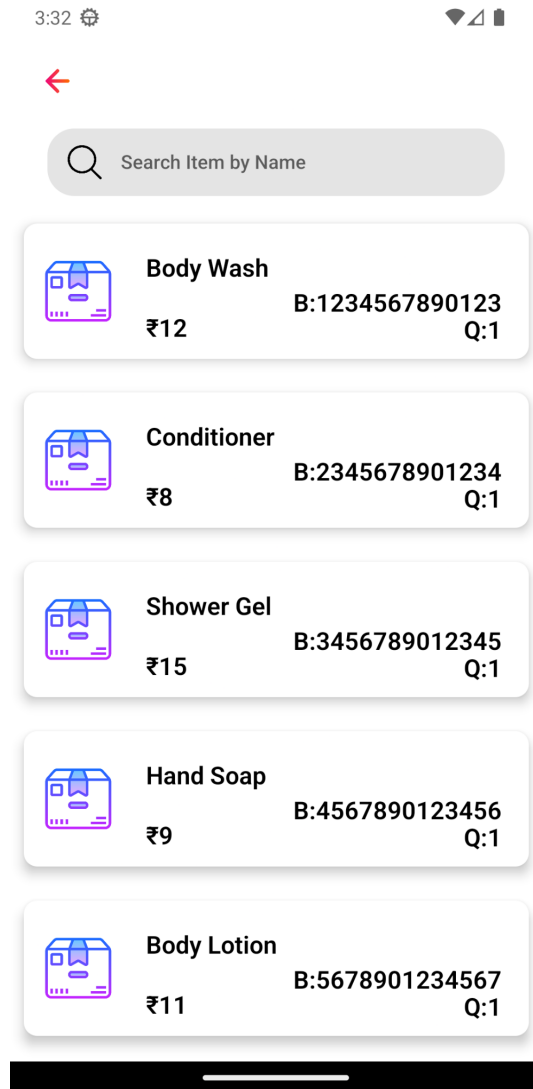 3:32
Search Item by Name
Body Wash
B:1234567890123
₹12
Q:1
Conditioner
B:2345678901234
₹8
Q:1
Shower Gel
B:3456789012345
₹15
Q:1
Hand Soap
B:4567890123456
₹9
Q:1
Body Lotion
B:5678901234567
₹11
Q:1